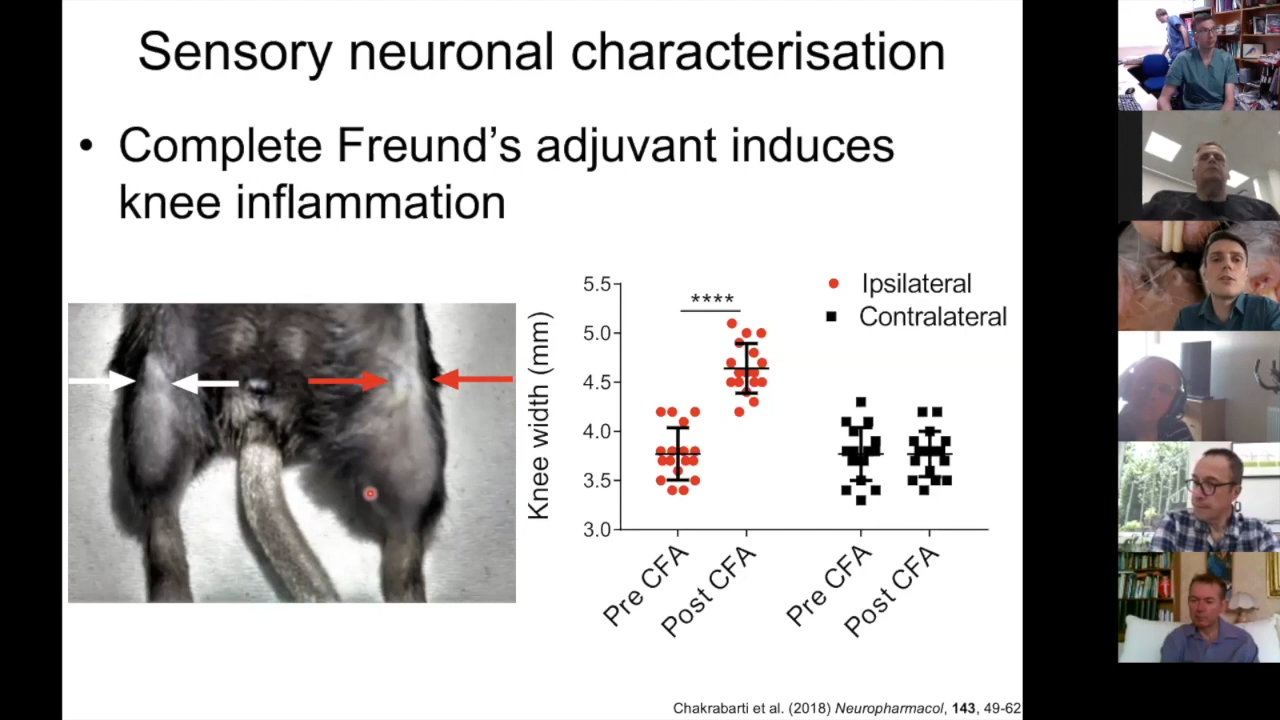 Sensory neuronal characterisation
• Complete Freund's adjuvant induces
knee inflammation
Knee width (mm)
5.5
5.0
4.5
4.0
3.5
3.0
****
Ipsilateral
Contralateral
Pre CFA
Post CFA
Pre CFA
Post CFA
Chakrabarti et al. (2018) Neuropharmacol, 143, 49-62